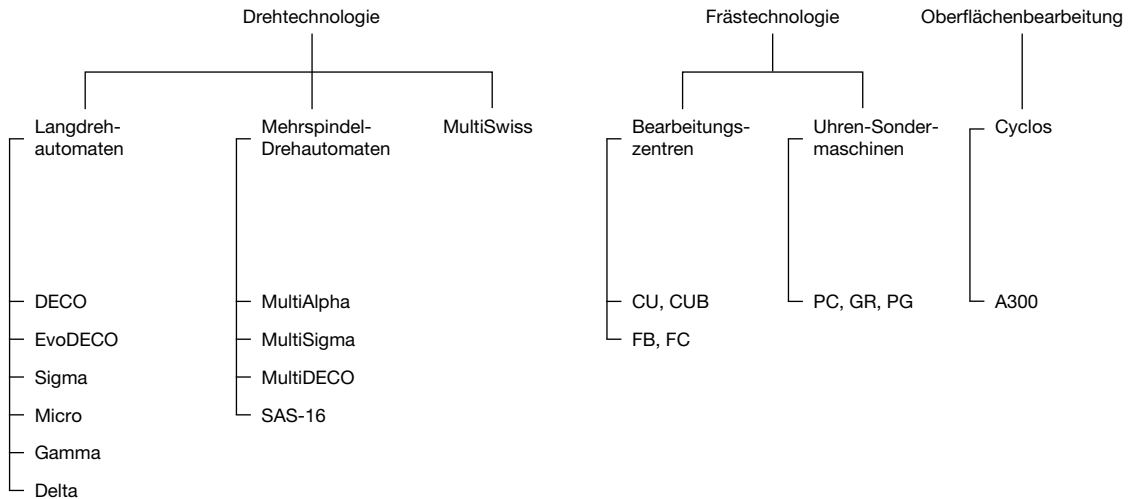 Drehtechnologie
Frästechnologie
Oberflächenbearbeitung
Langdreh-
automaten
Mehrspindel-
Drehautomaten
MultiSwiss
Bearbeitungs-
zentren
Uhren-Sonder-
maschinen
Cyclos
DECO
EvoDECO
Sigma
Micro
Gamma
Delta
MultiAlpha
MultiSigma
MultiDECO
SAS-16
CU, CUB
FB, FC
PC, GR, PG
A300